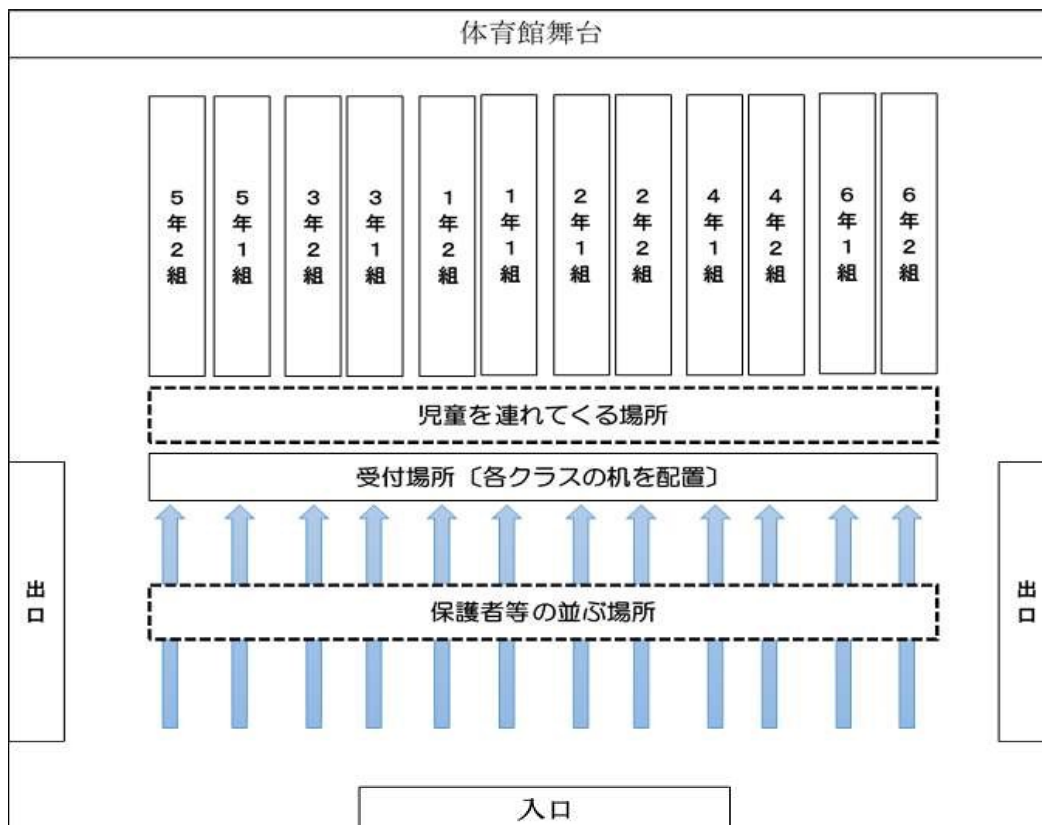 体育館舞台
5年2組
5年1組
3年2組
3年1組
1年2組
1年1組
2年1組
2年2組
4年1組
4年2組
6年1組
6年2組
児童を連れてくる場所
受付場所〔各クラスの机を配置〕
出口
出口
保護者等の並ぶ場所
入口